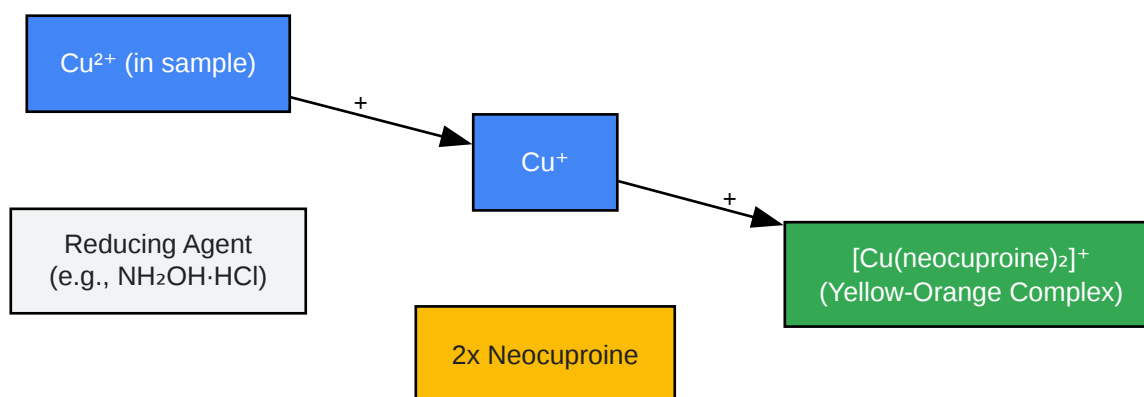 Cu²⁺ (in sample)
+
Cu⁺
+
Reducing Agent
(e.g., NH₂OH·HCl)
[Cu(neocuproine)₂]⁺
(Yellow-Orange Complex)
2x Neocuproine